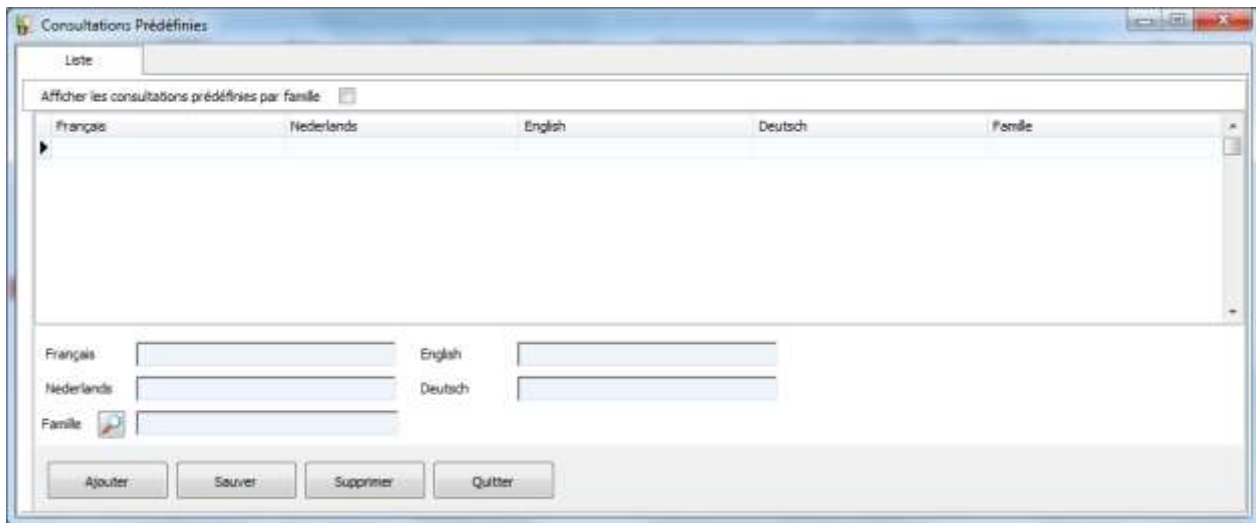 Consultations Prédéfinies
Liste
Afficher les consultations prédéfinies par famille
Français Nederlands English Deutsch Famille
Français English
Nederlands Deutsch
Famille
Ajouter Sauver Supprimer Quitter